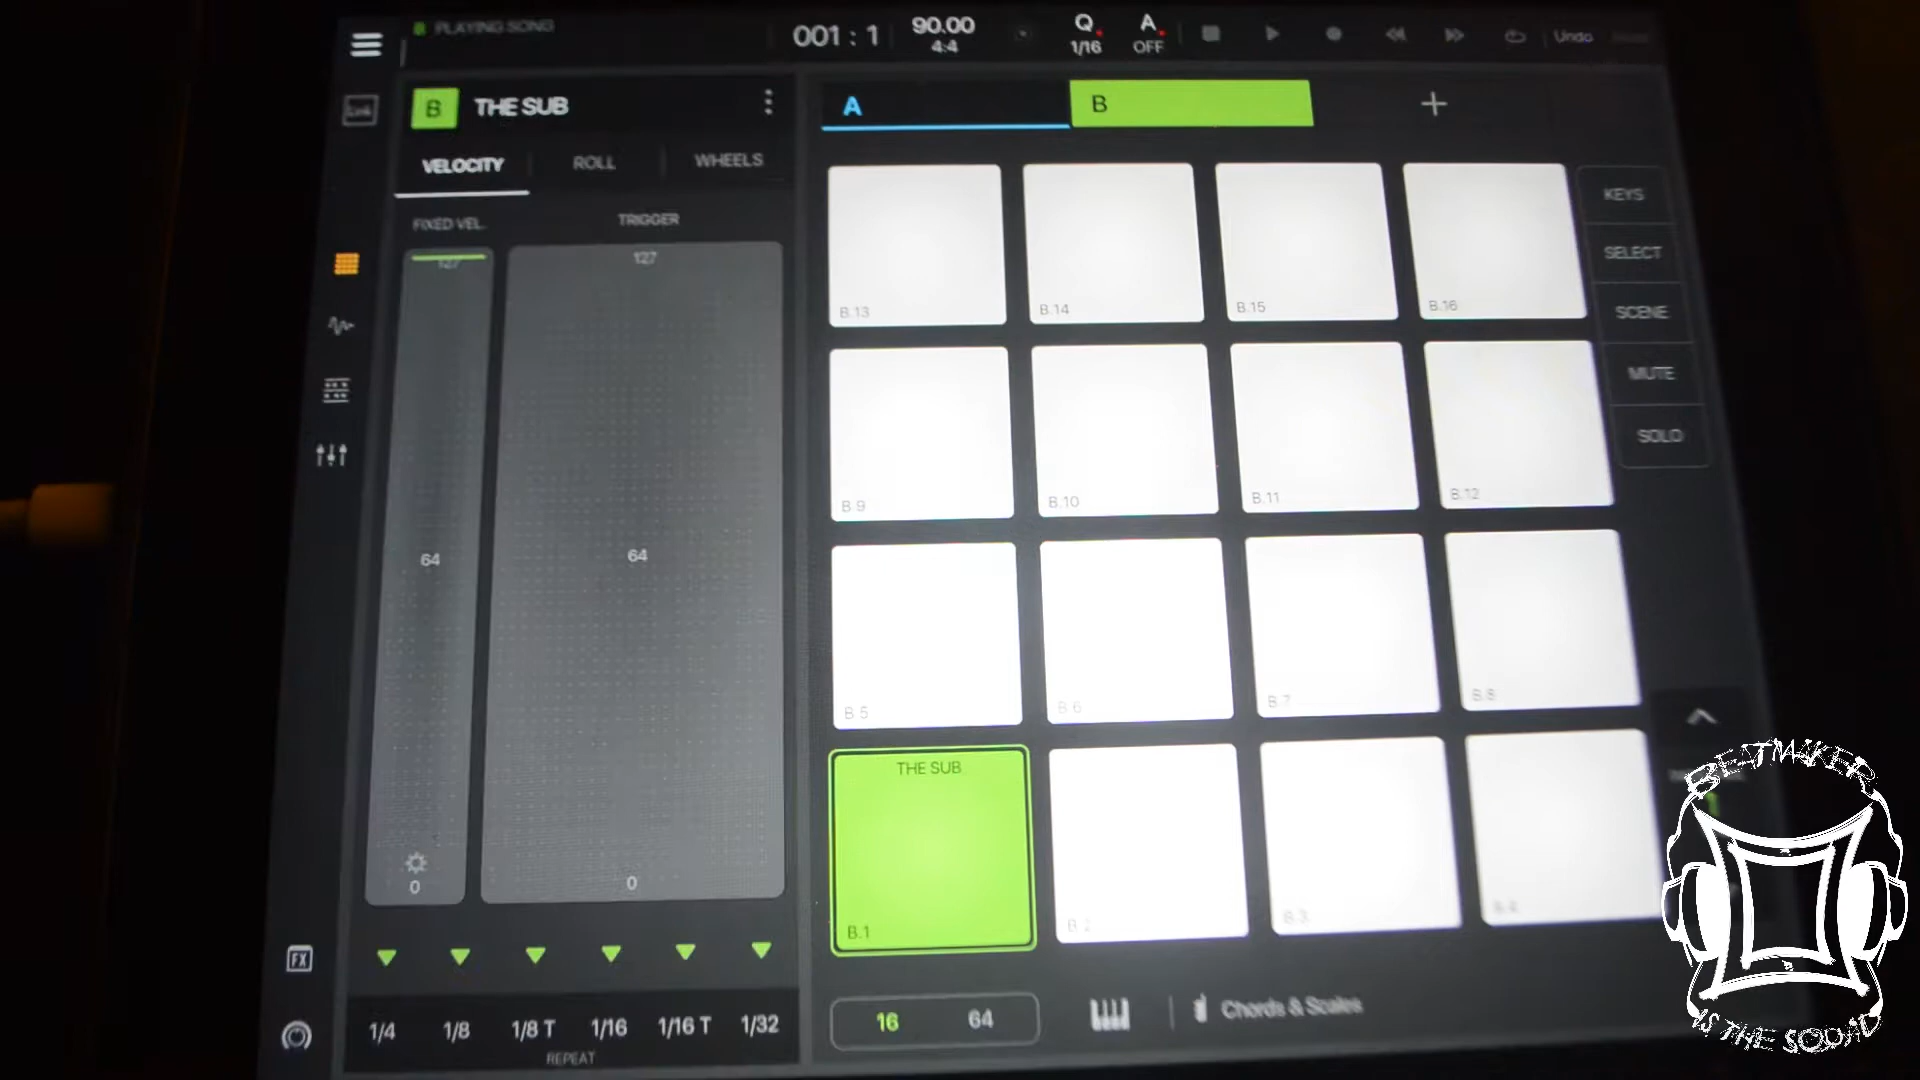 B PLAYING SONG
001 : 1
90.00
4:4
Q
1/16
A
OFF
Undo
Link
B THE SUB
A
B
+
VELOCITY
ROLL
WHEELS
FIXED VEL.
TRIGGER
127
127
64
64
0
0
B.13
B.14
B.15
B.16
B.9
B.10
B.11
B.12
B.5
B.6
B.7
B.8
THE SUB
B.1
B.2
B.3
B.4
KEYS
SELECT
SCENE
MUTE
SOLO
FX
1/4
1/8
1/8 T
1/16
1/16 T
1/32
REPEAT
16
64
Chords & Scales
BEATMAKER
IS THE SQUAD